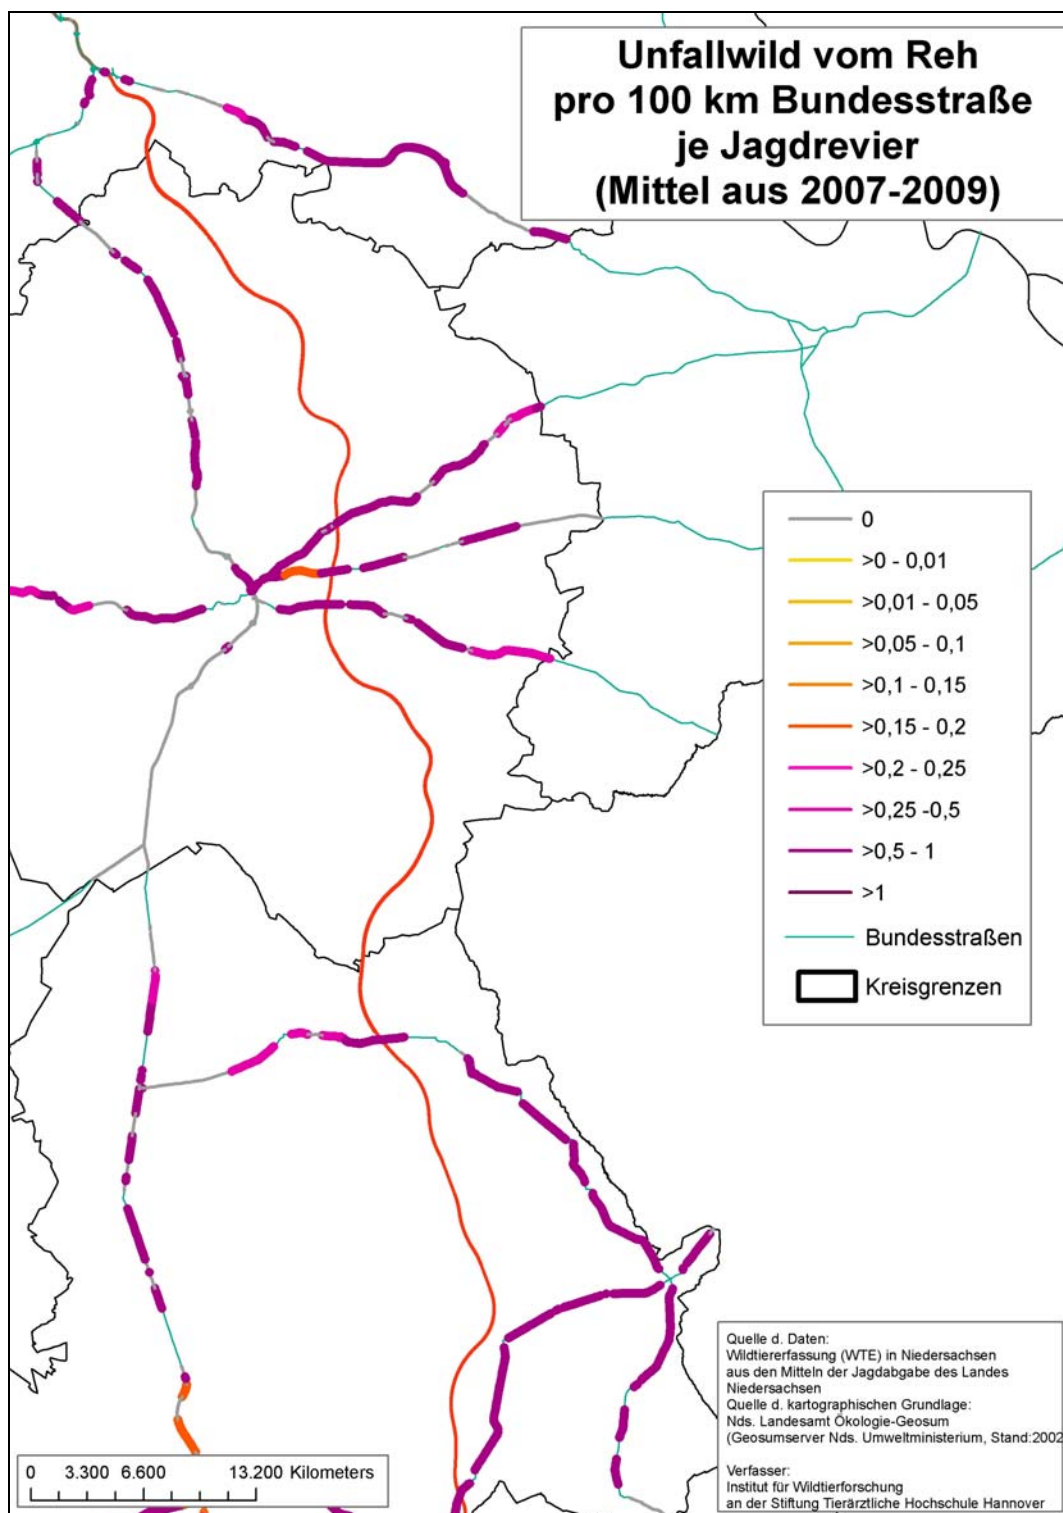 Unfallwild vom Reh
pro 100 km Bundesstraße
je Jagdrevier
(Mittel aus 2007-2009)
0
>0 - 0,01
>0,01 - 0,05
>0,05 - 0,1
>0,1 - 0,15
>0,15 - 0,2
>0,2 - 0,25
>0,25 -0,5
>0,5 - 1
>1
Bundesstraßen
Kreisgrenzen
Quelle d. Daten:
Wildtiererfassung (WTE) in Niedersachsen
aus den Mitteln der Jagdabgabe des Landes
Niedersachsen
Quelle d. kartographischen Grundlage:
Nds. Landesamt Ökologie-Geosum
(Geosumserver Nds. Umweltministerium, Stand:2002
Verfasser:
Institut für Wildtierforschung
an der Stiftung Tierärztliche Hochschule Hannover
0 3.300 6.600 13.200 Kilometers